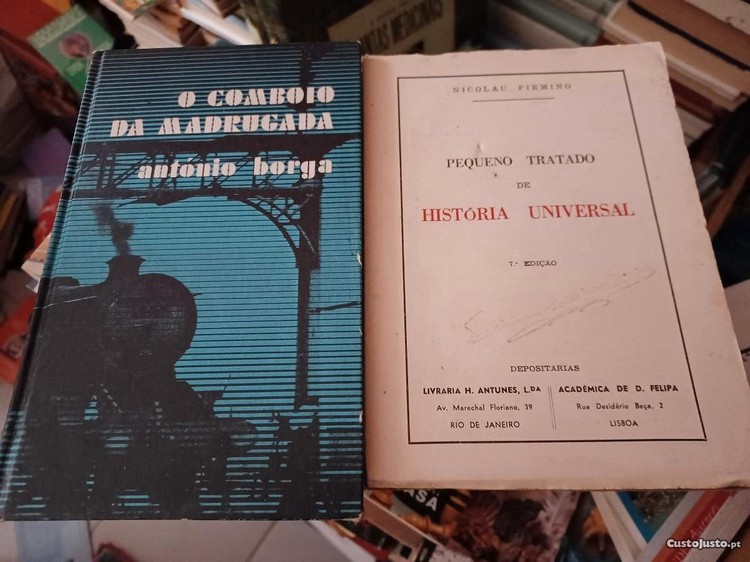 O COMBOIO
DA MADRUGADA
antónio borga
NICOLAU FIRMINO
PEQUENO TRATADO
DE
HISTÓRIA UNIVERSAL
7.ª EDIÇÃO
DEPOSITÁRIAS
LIVRARIA H. ANTUNES, L.DA
Av. Marechal Floriano, 39
RIO DE JANEIRO
ACADÉMICA DE D. FELIPA
Rua Desidério Beça, 2
LISBOA
MEDICINAIS
CustoJusto.pt